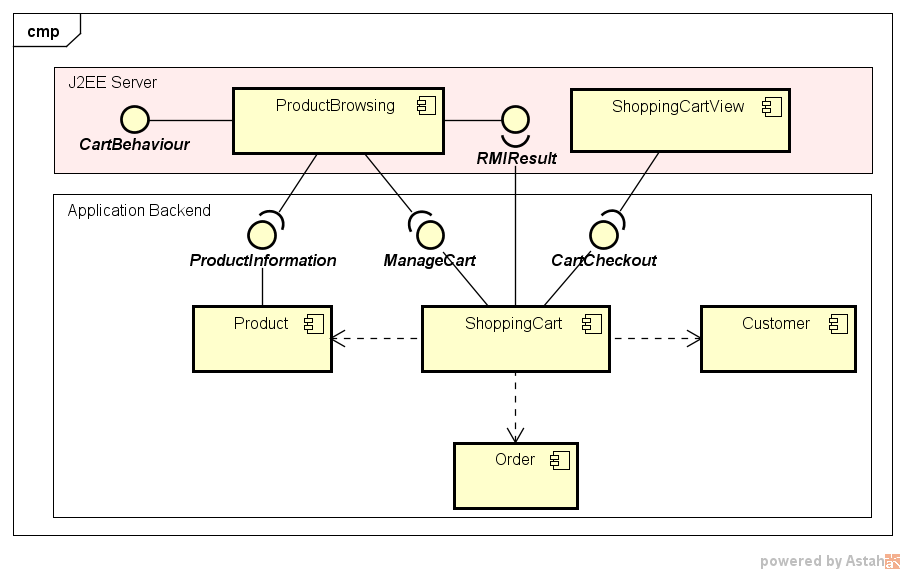 cmp
J2EE Server
ProductBrowsing
ShoppingCartView
CartBehaviour
RMIResult
Application Backend
ProductInformation
ManageCart
CartCheckout
Product
ShoppingCart
Customer
Order
powered by Astah